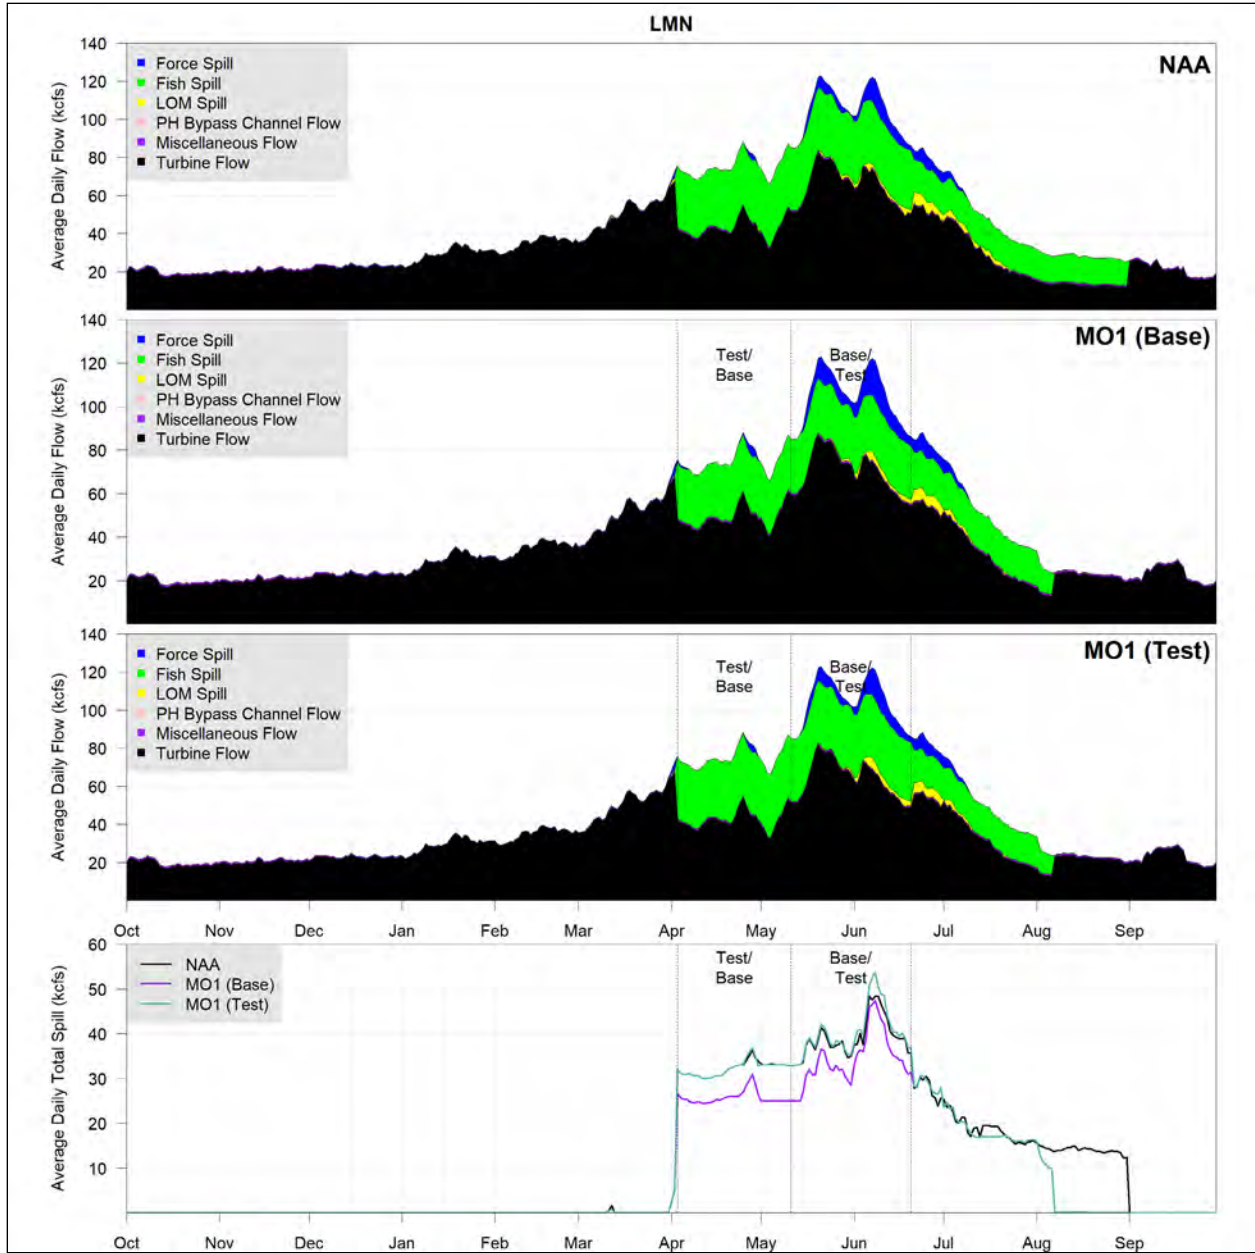 LMN
NAA
Average Daily Flow (kcfs)
140
120
100
80
60
40
20
Force Spill
Fish Spill
LOM Spill
PH Bypass Channel Flow
Miscellaneous Flow
Turbine Flow
MO1 (Base)
Average Daily Flow (kcfs)
140
120
100
80
60
40
20
Force Spill
Fish Spill
LOM Spill
PH Bypass Channel Flow
Miscellaneous Flow
Turbine Flow
Test/
Base
Base/
Test
MO1 (Test)
Average Daily Flow (kcfs)
140
120
100
80
60
40
20
Force Spill
Fish Spill
LOM Spill
PH Bypass Channel Flow
Miscellaneous Flow
Turbine Flow
Test/
Base
Base/
Test
Oct Nov Dec Jan Feb Mar Apr May Jun Jul Aug Sep
Average Daily Total Spill (kcfs)
60
50
40
30
20
10
NAA
MO1 (Base)
MO1 (Test)
Test/
Base
Base/
Test
Oct Nov Dec Jan Feb Mar Apr May Jun Jul Aug Sep